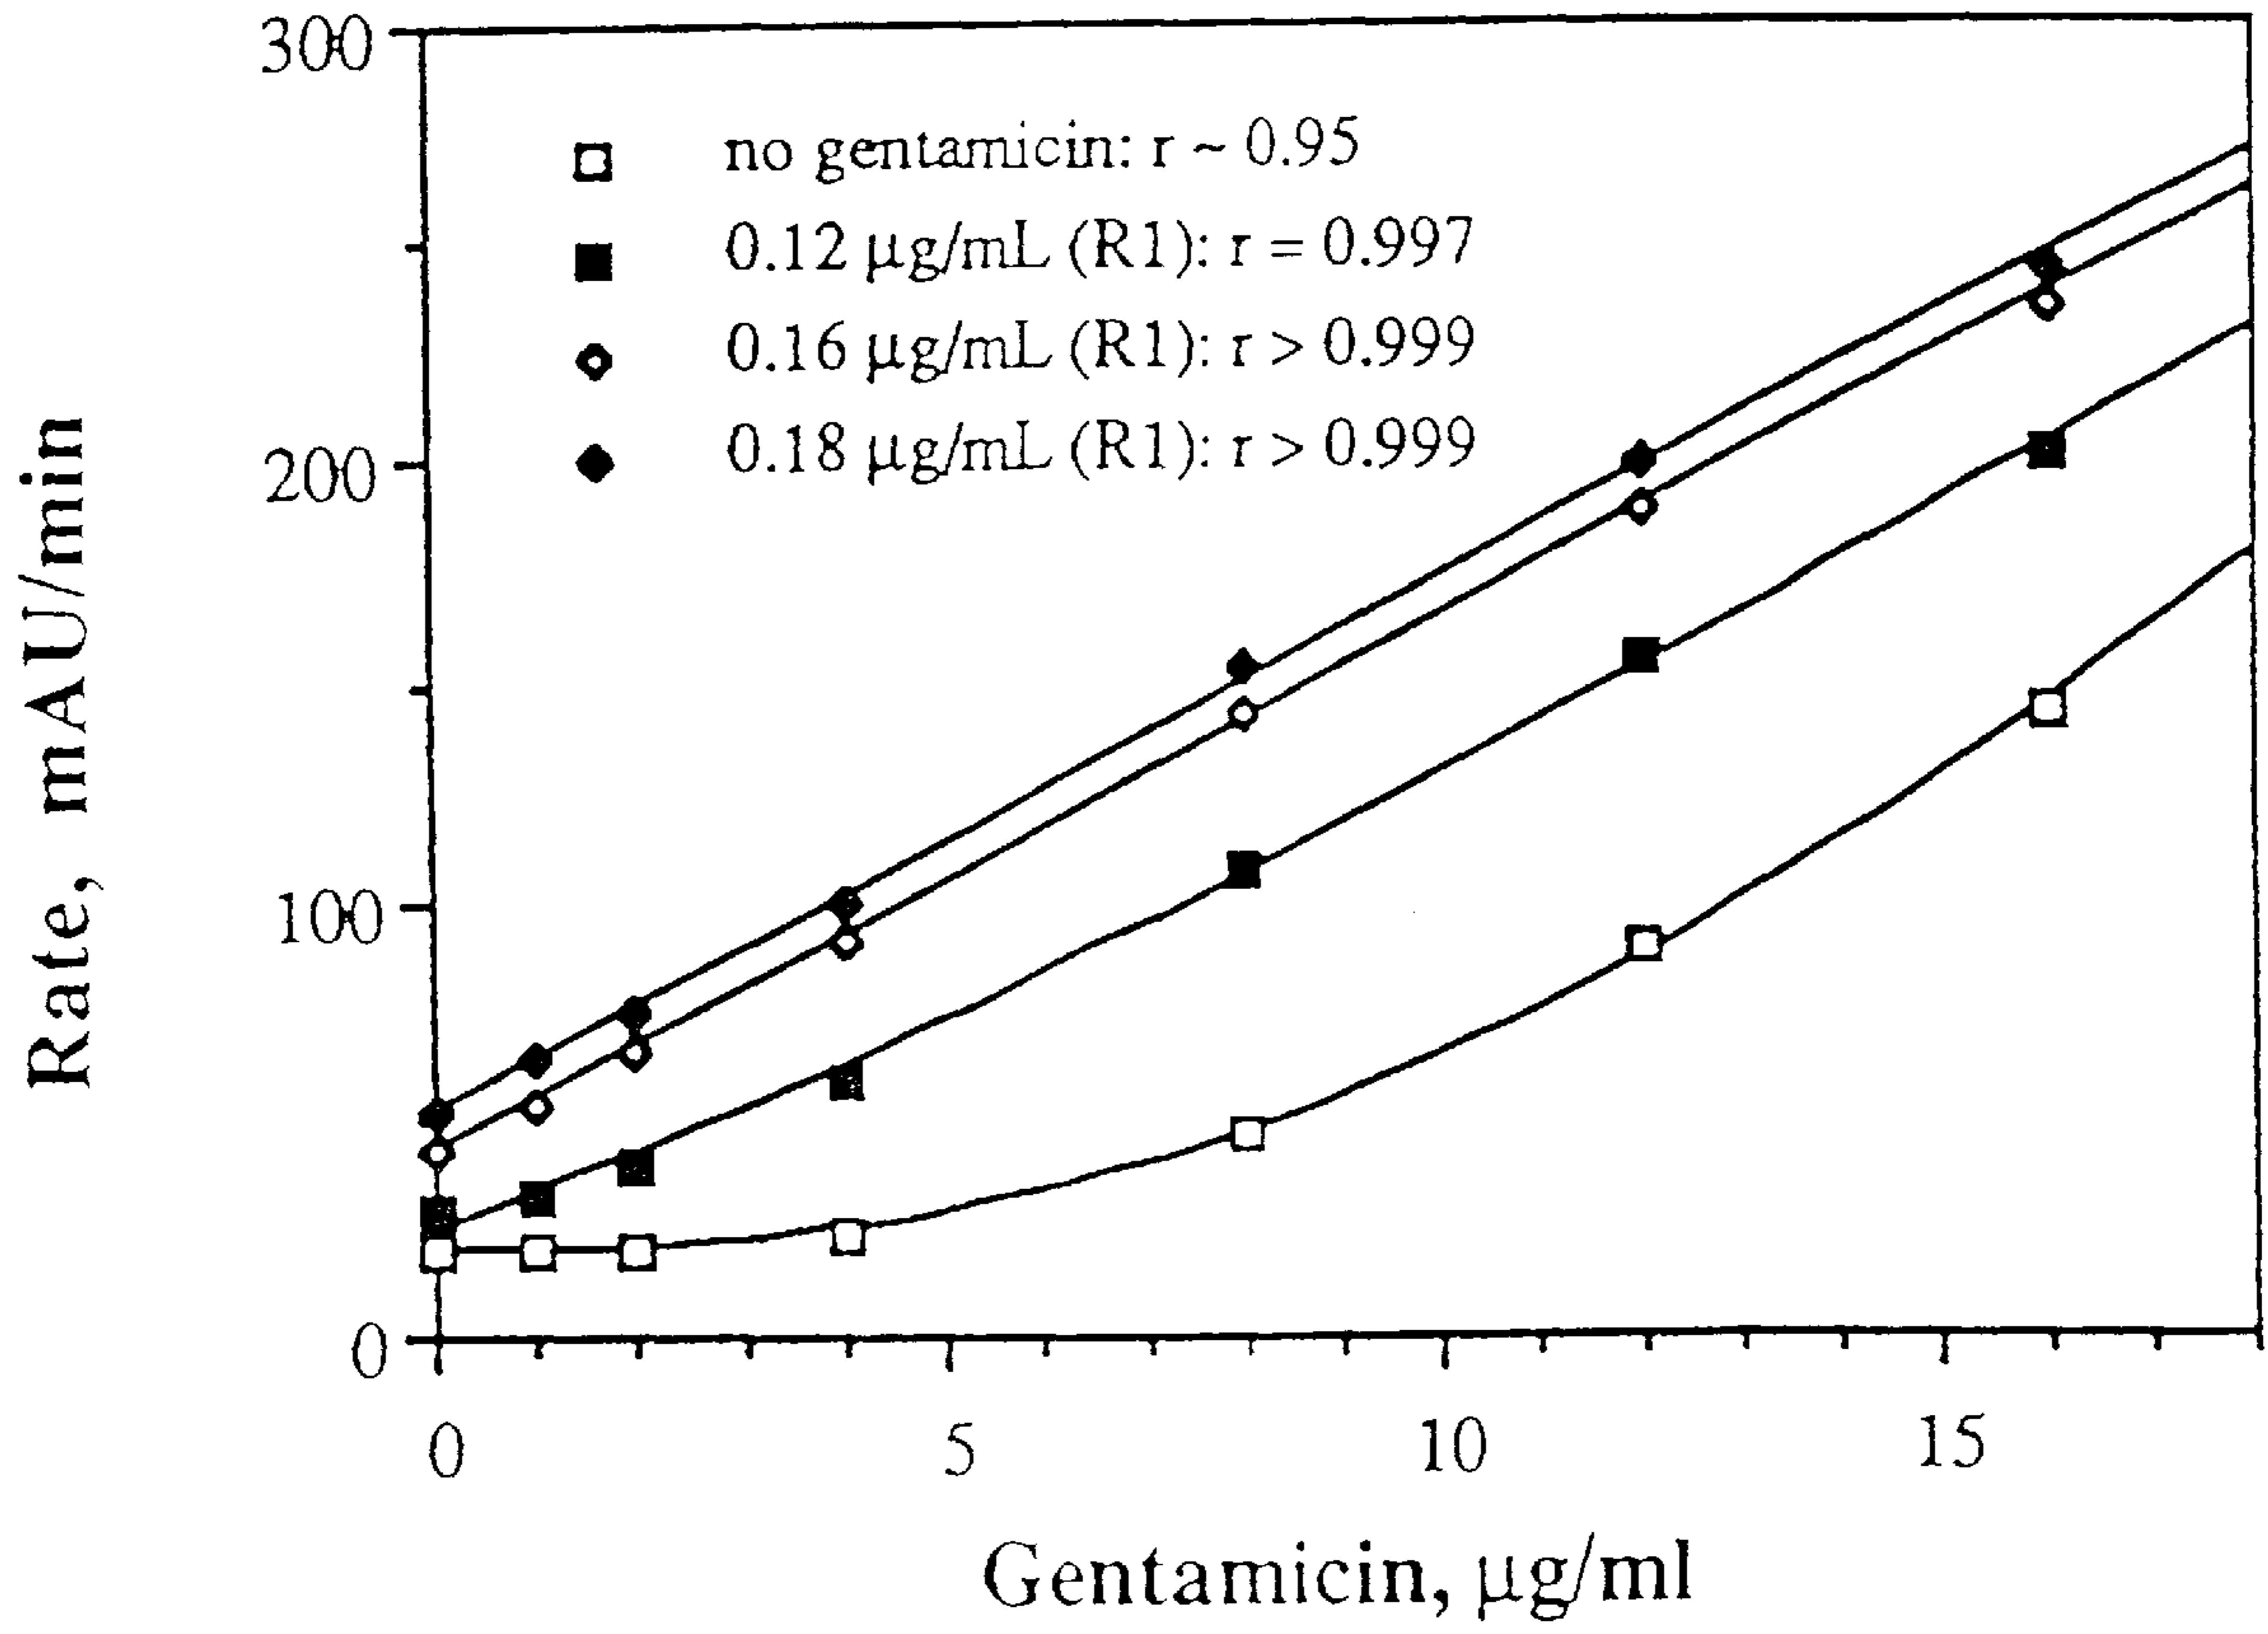 300
no gentamicin: r ~ 0.95
0.12 µg/mL (R1): r = 0.997
0.16 µg/mL (R1): r > 0.999
0.18 µg/mL (R1): r > 0.999
200
100
0
Rate, mAU/min
0 5 10 15
Gentamicin, µg/ml